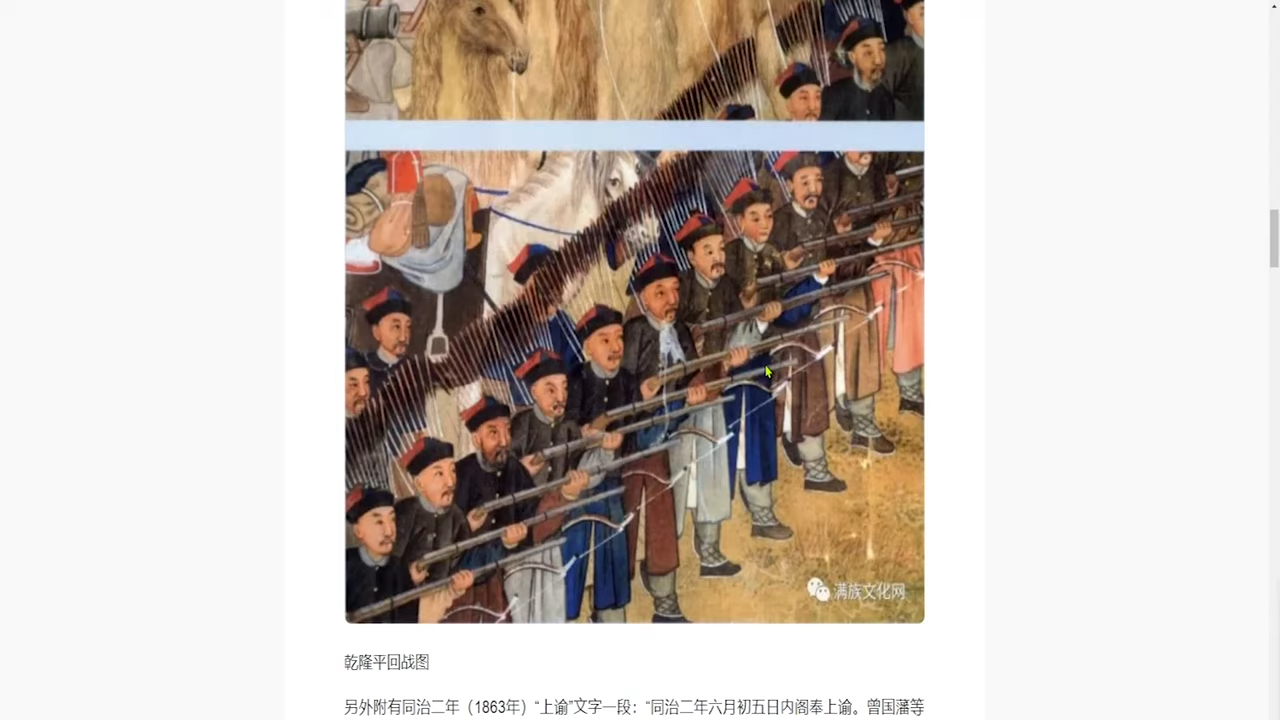 满族文化网
乾隆平回战图
另外附有同治二年（1863年）“上谕”文字一段：“同治二年六月初五日内阁奉上谕。曾国藩等